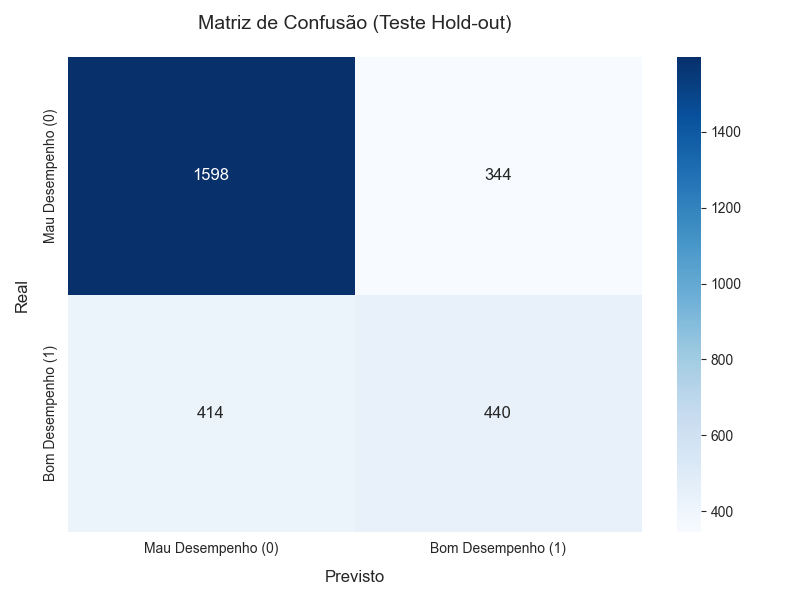 Matriz de Confusão (Teste Hold-out)
Real
Mau Desempenho (0)
1598
344
Bom Desempenho (1)
414
440
Mau Desempenho (0)
Bom Desempenho (1)
Previsto
1400
1200
1000
800
600
400